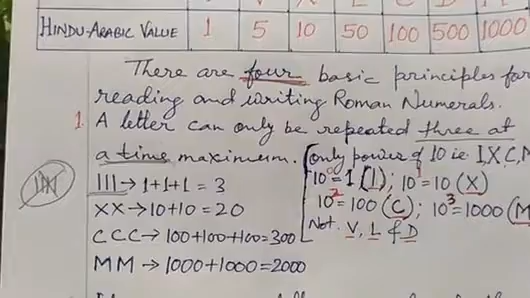 HINDU-ARABIC VALUE 1 5 10 50 100 500 1000
There are four basic principles for
reading and writing Roman Numerals.
1. A letter can only be repeated three at
a time maximum. (only power of 10 ie I,X,C,M
III→1+1+1=3
10⁰=1 (I); 10¹=10 (X)
XX→10+10=20
10²=100 (C); 10³=1000 (M
CCC→100+100+100=300
Not V, L & D
MM→1000+1000=2000